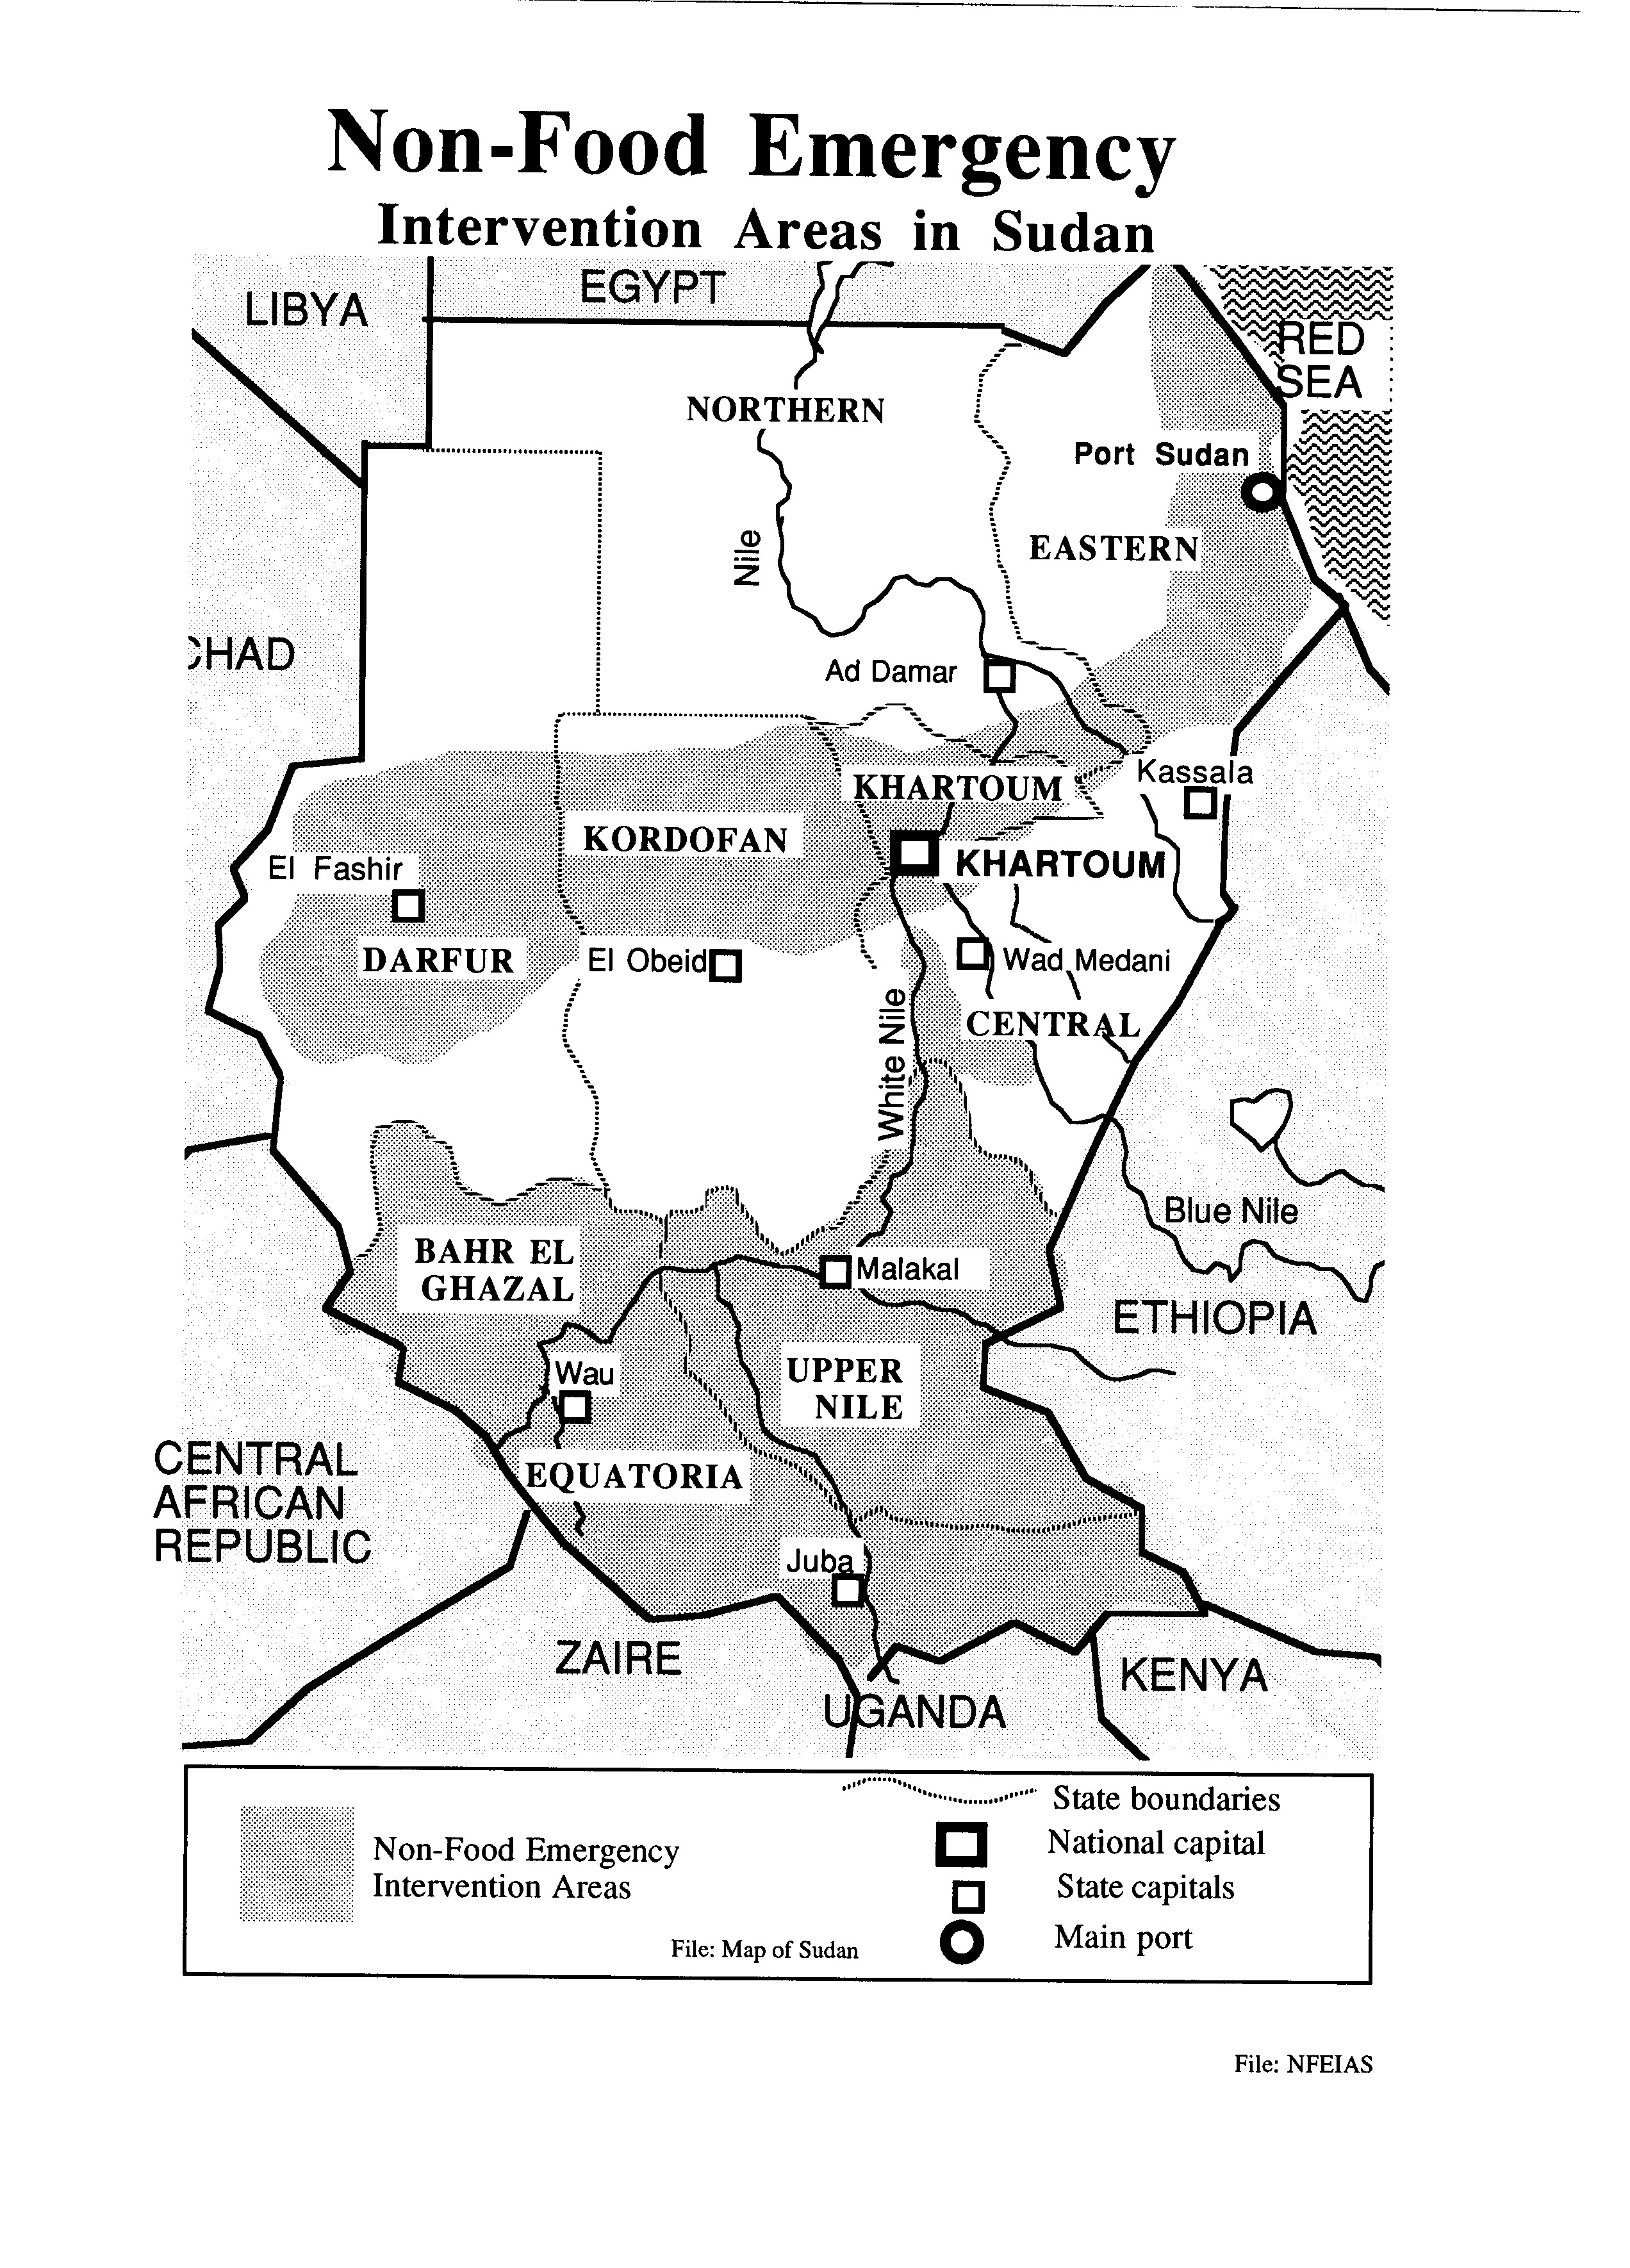 Non-Food Emergency
Intervention Areas in Sudan
LIBYA
EGYPT
RED
SEA
NORTHERN
Port Sudan
Nile
EASTERN
CHAD
Ad Damar
Kassala
KHARTOUM
KORDOFAN
KHARTOUM
El Fashir
DARFUR
El Obeid
Wad Medani
White Nile
CENTRAL
Blue Nile
BAHR EL
GHAZAL
Malakal
ETHIOPIA
Wau
UPPER
NILE
CENTRAL
AFRICAN
REPUBLIC
EQUATORIA
Juba
ZAIRE
KENYA
UGANDA
State boundaries
Non-Food Emergency
Intervention Areas
National capital
State capitals
Main port
File: Map of Sudan
File: NFEIAS